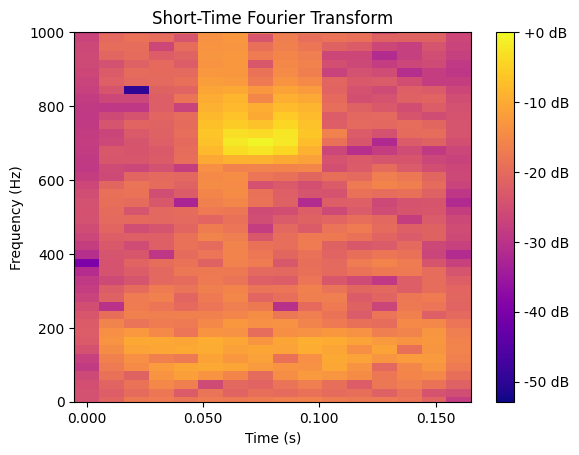 Short-Time Fourier Transform
1000
800
600
400
200
0
Frequency (Hz)
0.000
0.050
0.100
0.150
Time (s)
+0 dB
-10 dB
-20 dB
-30 dB
-40 dB
-50 dB